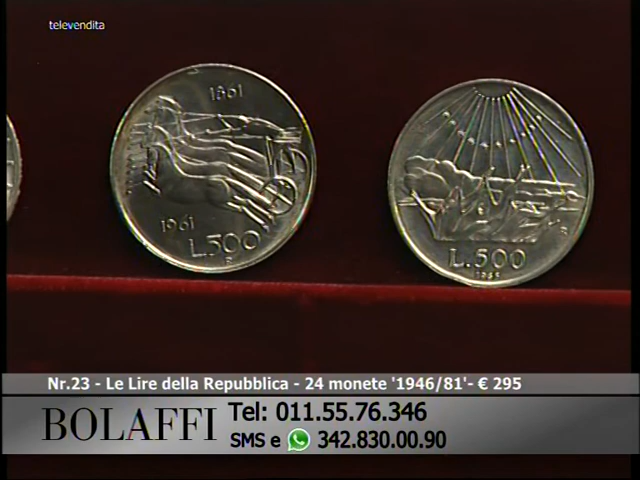 televendita
1861
1961
L.500
R
L.500
1965
R
Nr.23 - Le Lire della Repubblica - 24 monete '1946/81'- € 295
BOLAFFI
Tel: 011.55.76.346
SMS e 342.830.00.90